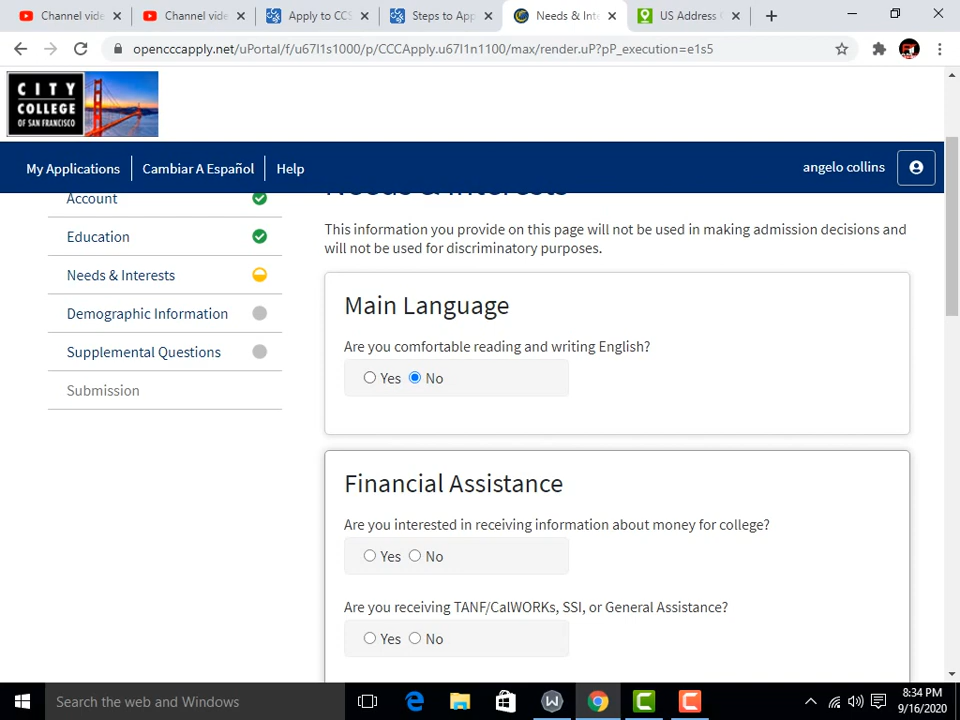 Channel vide
Channel vide
Apply to CCS
Steps to App
Needs & Inte
US Address
opencccapply.net/uPortal/f/u67l1s1000/p/CCCApply.u67l1n1100/max/render.uP?pP_execution=e1s5
CITY
COLLEGE
OF SAN FRANCISCO
My Applications
Cambiar A Español
Help
angelo collins
Needs & Interests
Account
Education
Needs & Interests
Demographic Information
Supplemental Questions
Submission
This information you provide on this page will not be used in making admission decisions and
will not be used for discriminatory purposes.
Main Language
Are you comfortable reading and writing English?
Yes No
Financial Assistance
Are you interested in receiving information about money for college?
Yes No
Are you receiving TANF/CalWORKs, SSI, or General Assistance?
Yes No
Search the web and Windows
8:34 PM
9/16/2020